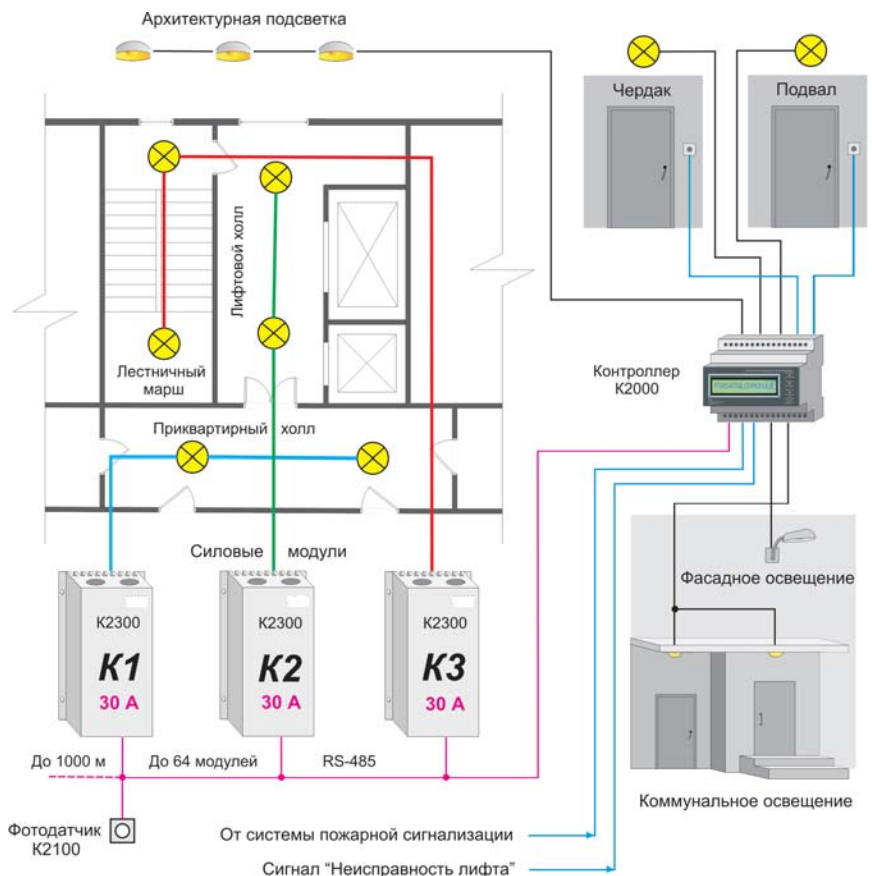 Архитектурная подсветка
Чердак
Подвал
Лифтовой холл
Лестничный
марш
Контроллер
К2000
Приквартирный холл
Силовые модули
Фасадное освещение
К2300
К1
30 А
К2300
К2
30 А
К2300
К3
30 А
До 1000 м
До 64 модулей
RS-485
Фотодатчик
К2100
Коммунальное освещение
От системы пожарной сигнализации
Сигнал “Неисправность лифта”